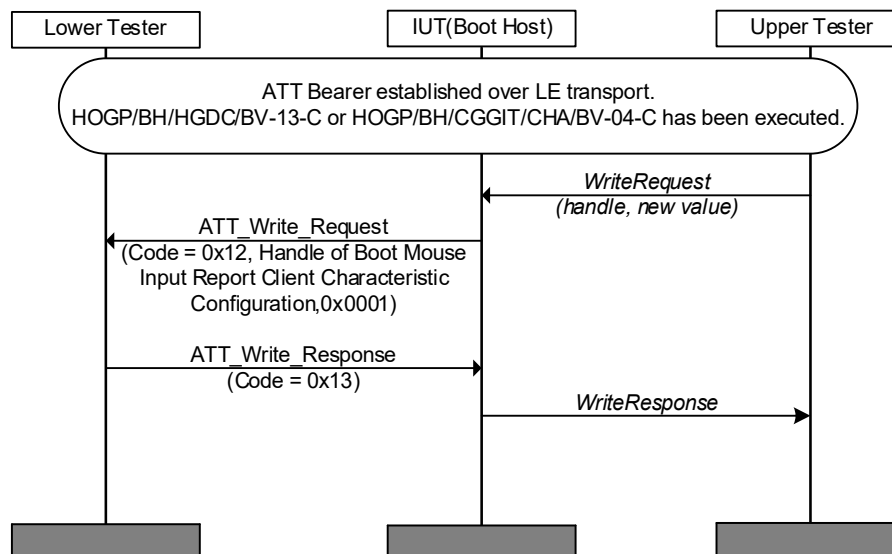 Lower Tester
IUT(Boot Host)
Upper Tester
ATT Bearer established over LE transport.
HOGP/BH/HGDC/BV-13-C or HOGP/BH/CGGIT/CHA/BV-04-C has been executed.
WriteRequest
(handle, new value)
ATT_Write_Request
(Code = 0x12, Handle of Boot Mouse
Input Report Client Characteristic
Configuration,0x0001)
ATT_Write_Response
(Code = 0x13)
WriteResponse